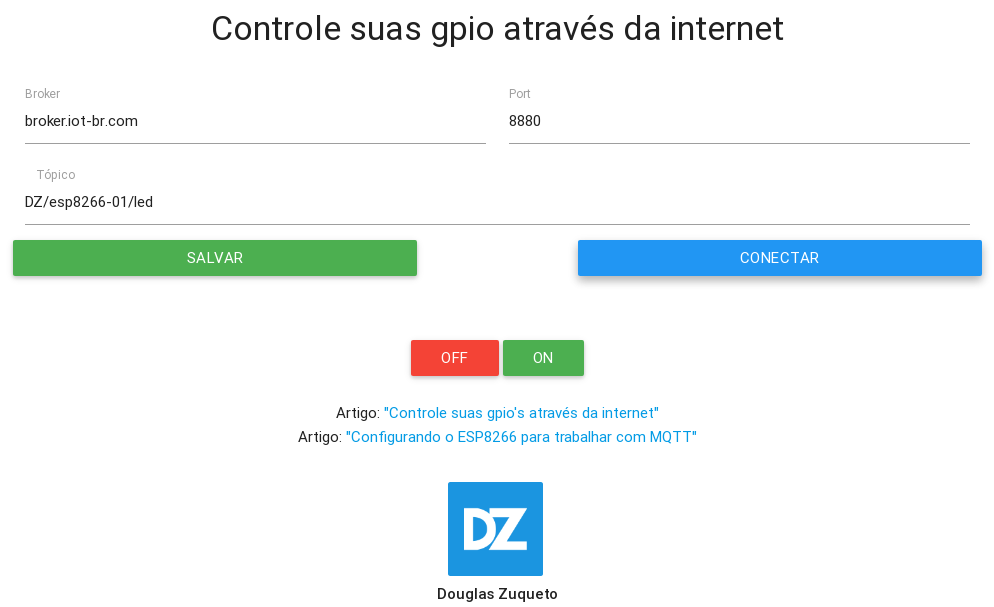 Controle suas gpio através da internet
Broker
Port
broker.iot-br.com
8880
Tópico
DZ/esp8266-01/led
SALVAR
CONECTAR
OFF
ON
Artigo: "Controle suas gpio's através da internet"
Artigo: "Configurando o ESP8266 para trabalhar com MQTT"
DZ
Douglas Zuqueto